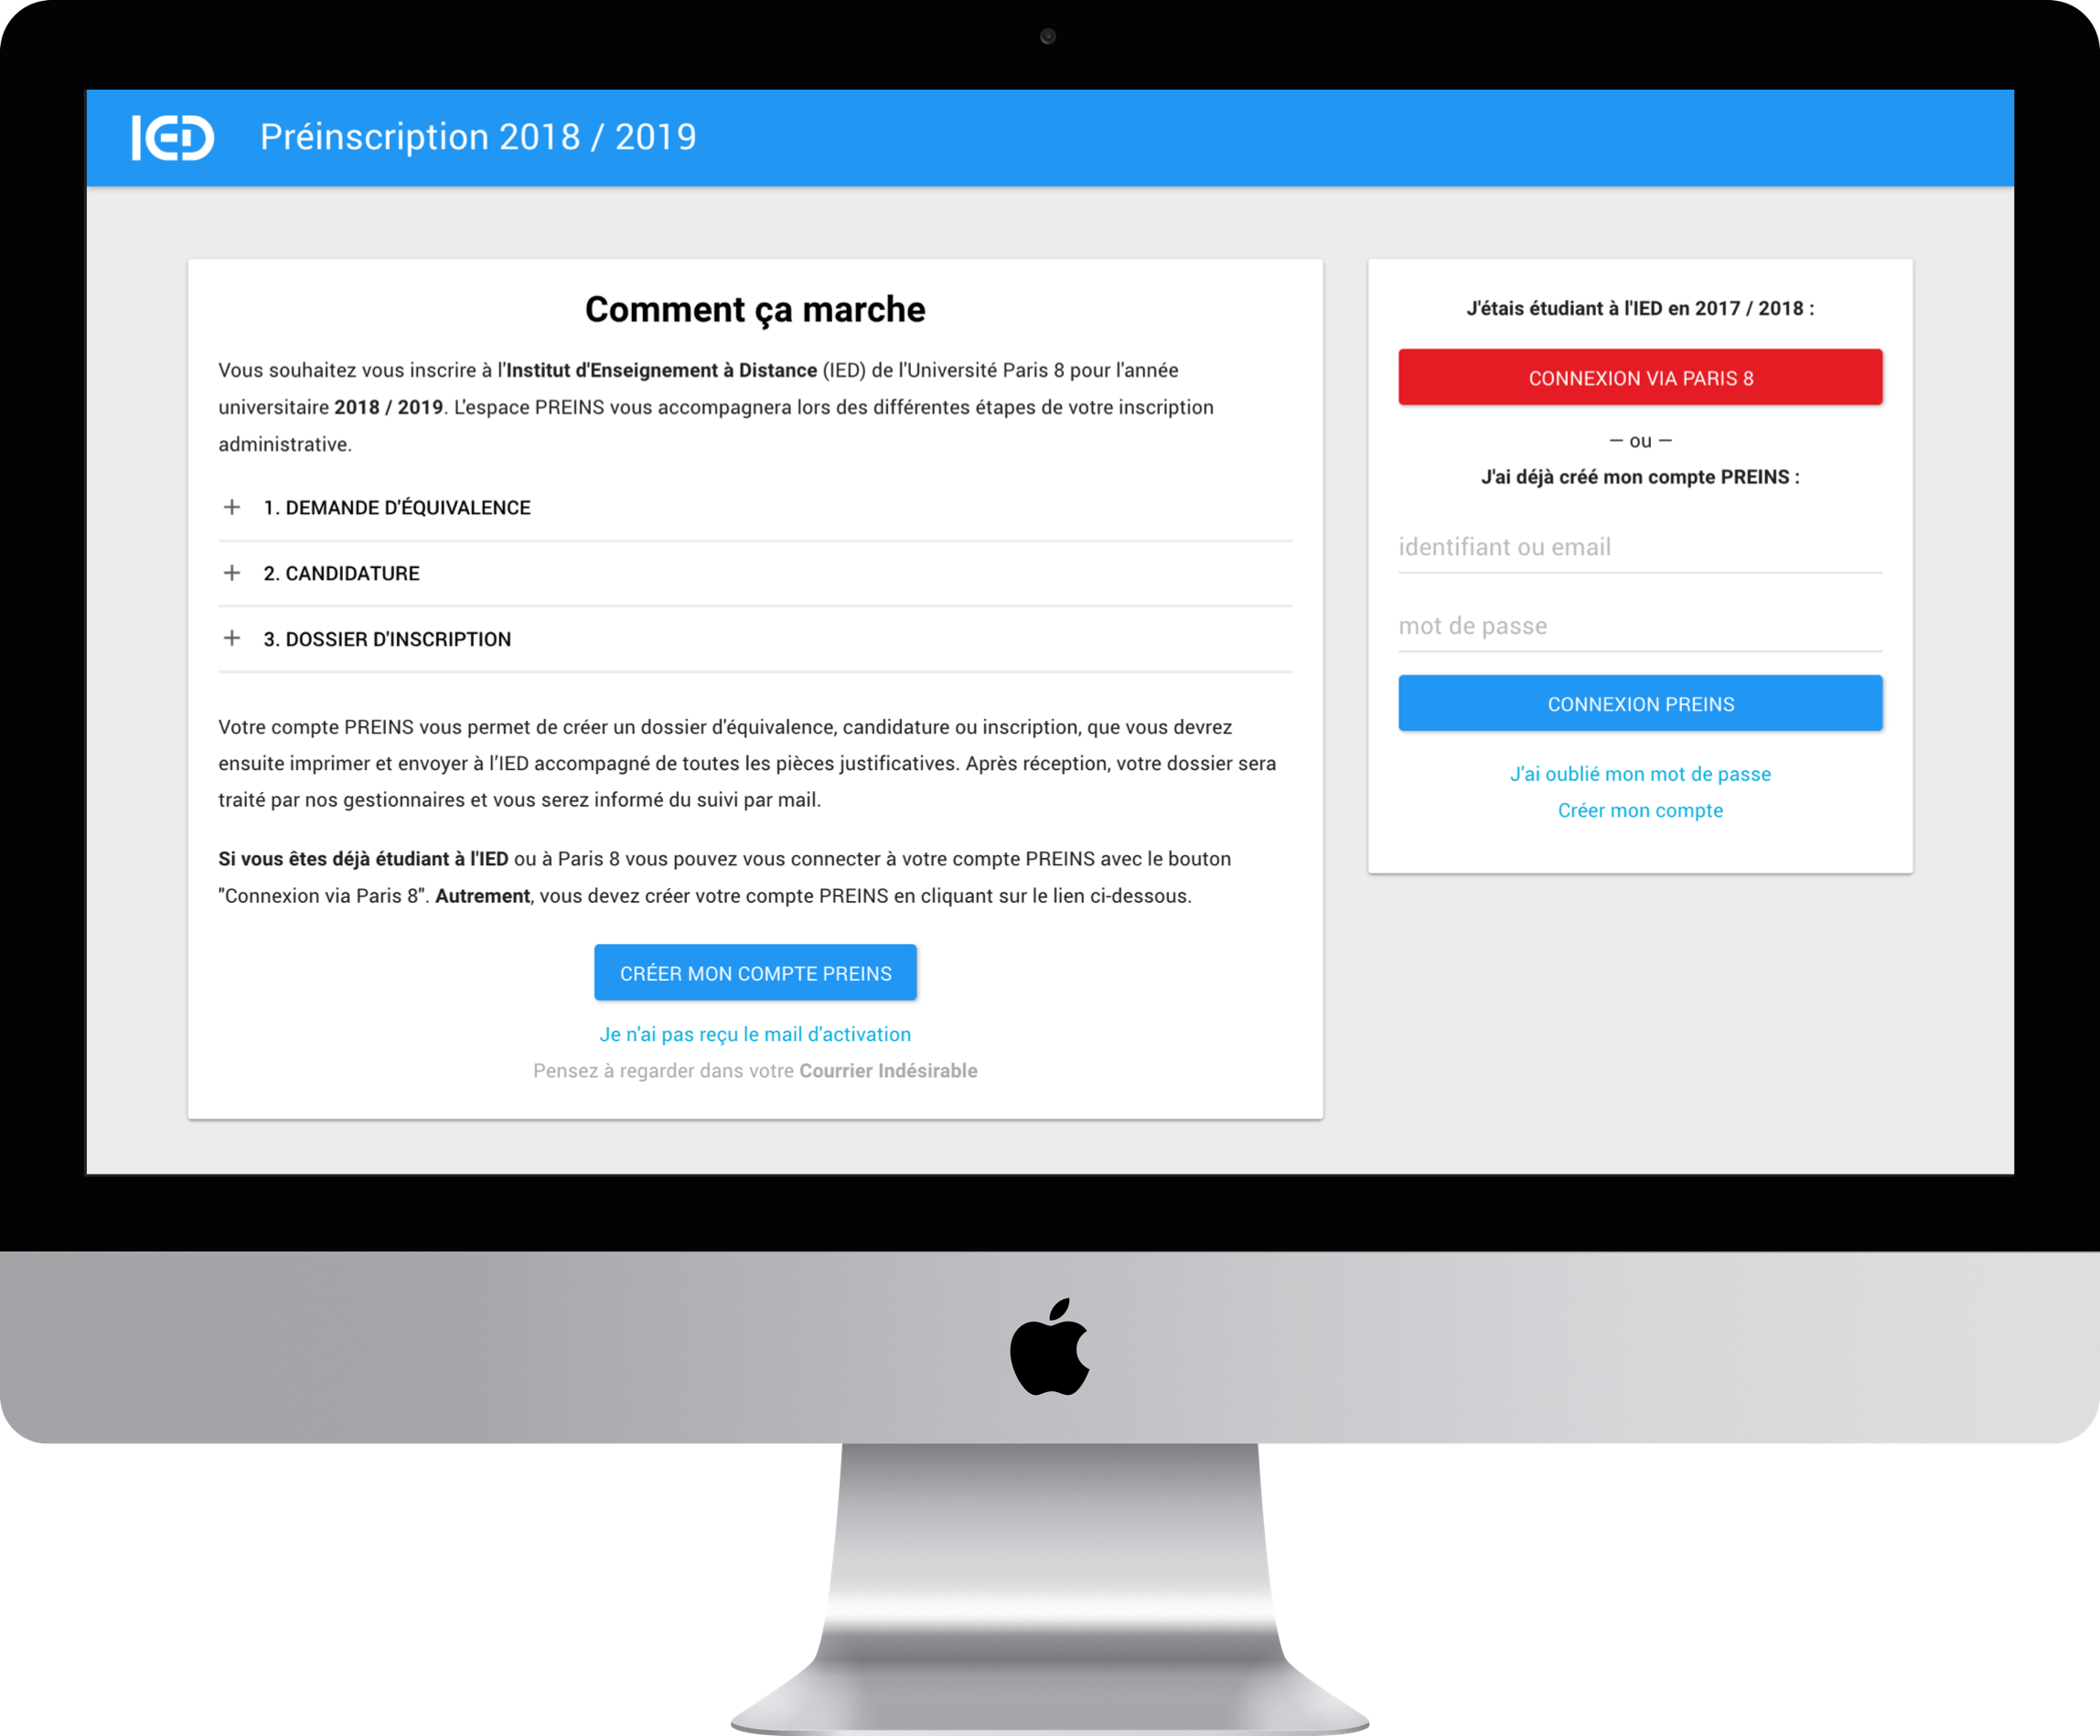 IED
Préinscription 2018 / 2019
Comment ça marche
Vous souhaitez vous inscrire à l'Institut d'Enseignement à Distance (IED) de l'Université Paris 8 pour l'année
universitaire 2018 / 2019. L'espace PREINS vous accompagnera lors des différentes étapes de votre inscription
administrative.
+ 1. DEMANDE D'ÉQUIVALENCE
+ 2. CANDIDATURE
+ 3. DOSSIER D'INSCRIPTION
Votre compte PREINS vous permet de créer un dossier d'équivalence, candidature ou inscription, que vous devrez
ensuite imprimer et envoyer à l’IED accompagné de toutes les pièces justificatives. Après réception, votre dossier sera
traité par nos gestionnaires et vous serez informé du suivi par mail.
Si vous êtes déjà étudiant à l'IED ou à Paris 8 vous pouvez vous connecter à votre compte PREINS avec le bouton
"Connexion via Paris 8". Autrement, vous devez créer votre compte PREINS en cliquant sur le lien ci-dessous.
CRÉER MON COMPTE PREINS
Je n'ai pas reçu le mail d'activation
Pensez à regarder dans votre Courrier Indésirable
J'étais étudiant à l'IED en 2017 / 2018 :
CONNEXION VIA PARIS 8
— ou —
J'ai déjà créé mon compte PREINS :
identifiant ou email
mot de passe
CONNEXION PREINS
J'ai oublié mon mot de passe
Créer mon compte